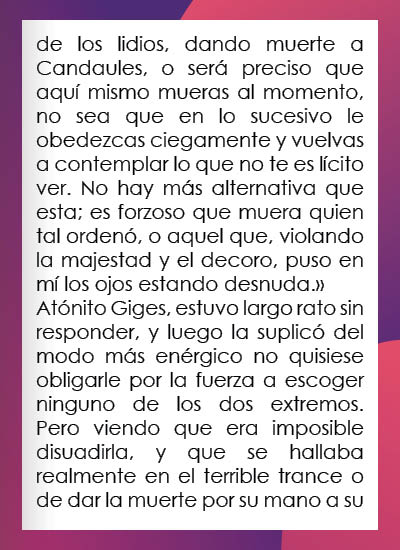 de los lidios, dando muerte a
Candaules, o será preciso que
aquí mismo mueras al momento,
no sea que en lo sucesivo le
obedezcas ciegamente y vuelvas
a contemplar lo que no te es lícito
ver. No hay más alternativa que
esta; es forzoso que muera quien
tal ordenó, o aquel que, violando
la majestad y el decoro, puso en
mí los ojos estando desnuda.»
Atónito Giges, estuvo largo rato sin
responder, y luego la suplicó del
modo más enérgico no quisiese
obligarle por la fuerza a escoger
ninguno de los dos extremos.
Pero viendo que era imposible
disuadirla, y que se hallaba
realmente en el terrible trance o
de dar la muerte por su mano a su